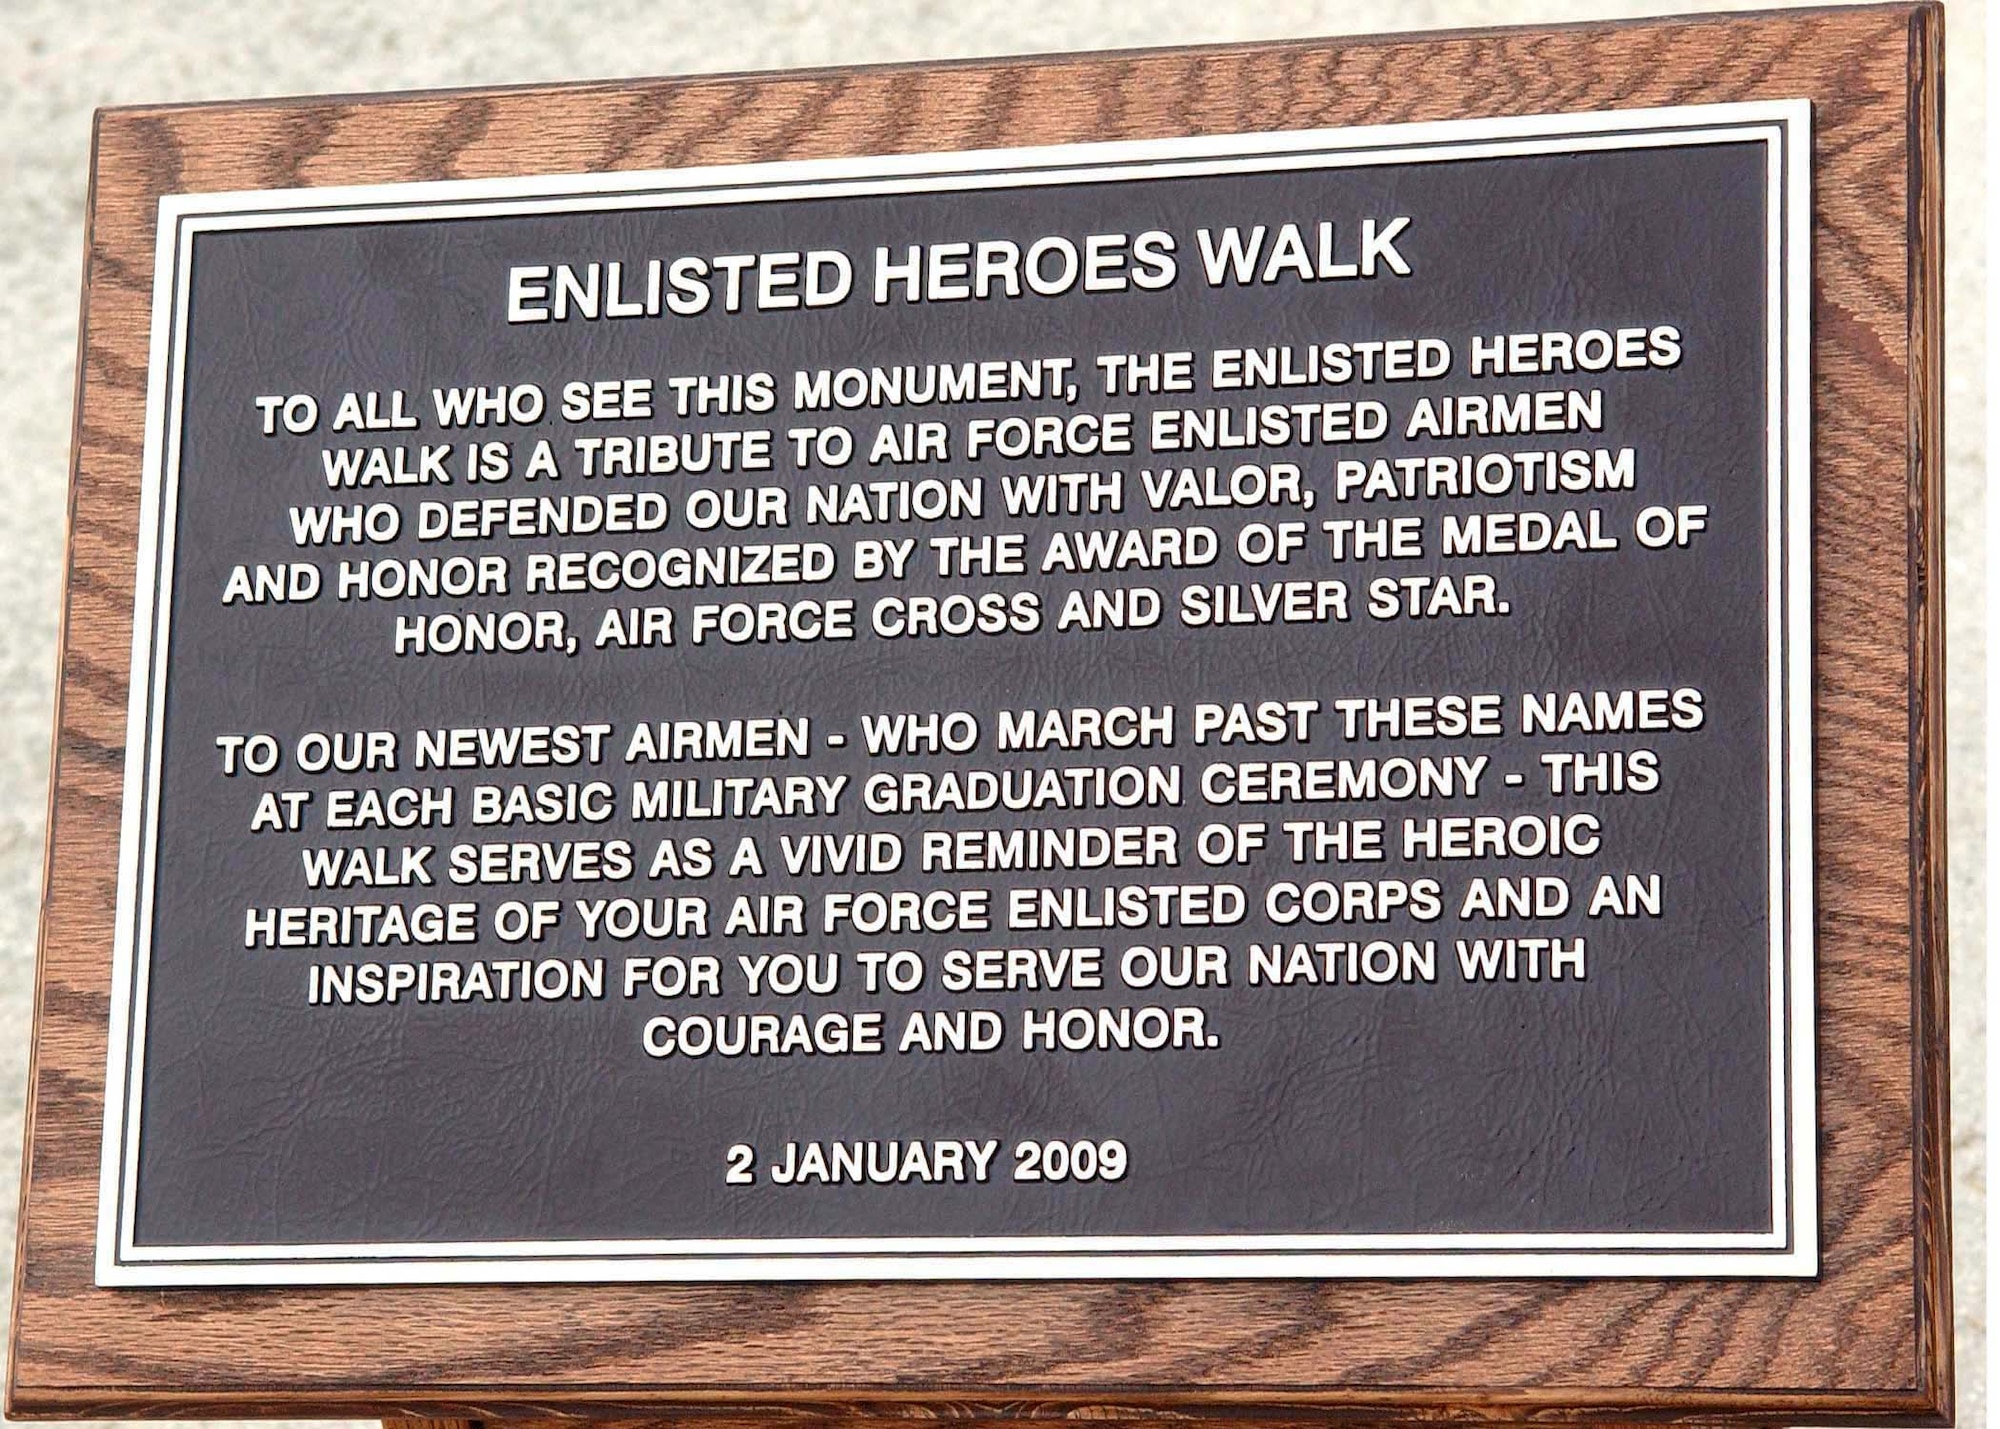 ENLISTED HEROES WALK
TO ALL WHO SEE THIS MONUMENT, THE ENLISTED HEROES
WALK IS A TRIBUTE TO AIR FORCE ENLISTED AIRMEN
WHO DEFENDED OUR NATION WITH VALOR, PATRIOTISM
AND HONOR RECOGNIZED BY THE AWARD OF THE MEDAL OF
HONOR, AIR FORCE CROSS AND SILVER STAR.
TO OUR NEWEST AIRMEN - WHO MARCH PAST THESE NAMES
AT EACH BASIC MILITARY GRADUATION CEREMONY - THIS
WALK SERVES AS A VIVID REMINDER OF THE HEROIC
HERITAGE OF YOUR AIR FORCE ENLISTED CORPS AND AN
INSPIRATION FOR YOU TO SERVE OUR NATION WITH
COURAGE AND HONOR.
2 JANUARY 2009